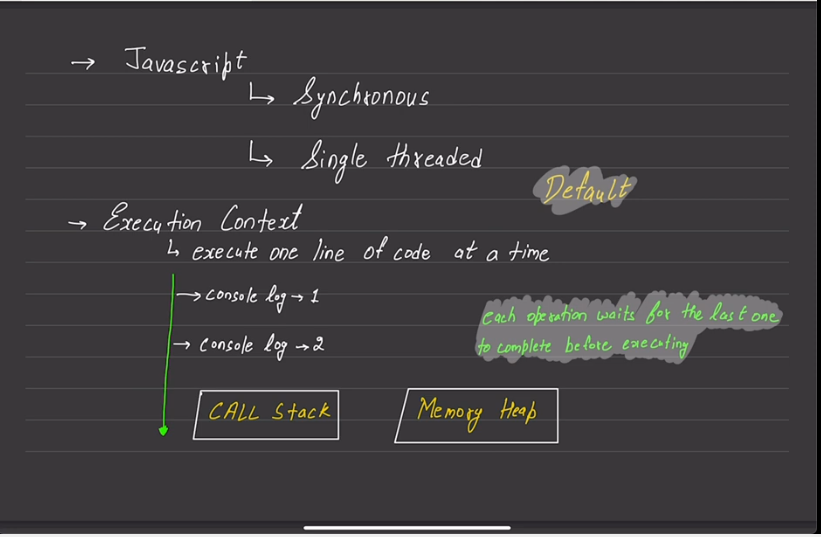 → Javascript
↳ Synchronous
↳ Single threaded
Default
→ Execution Context
↳ execute one line of code at a time
→ console log → 1
each operation waits for the last one
→ console log → 2
to complete before executing
CALL Stack
Memory Heap